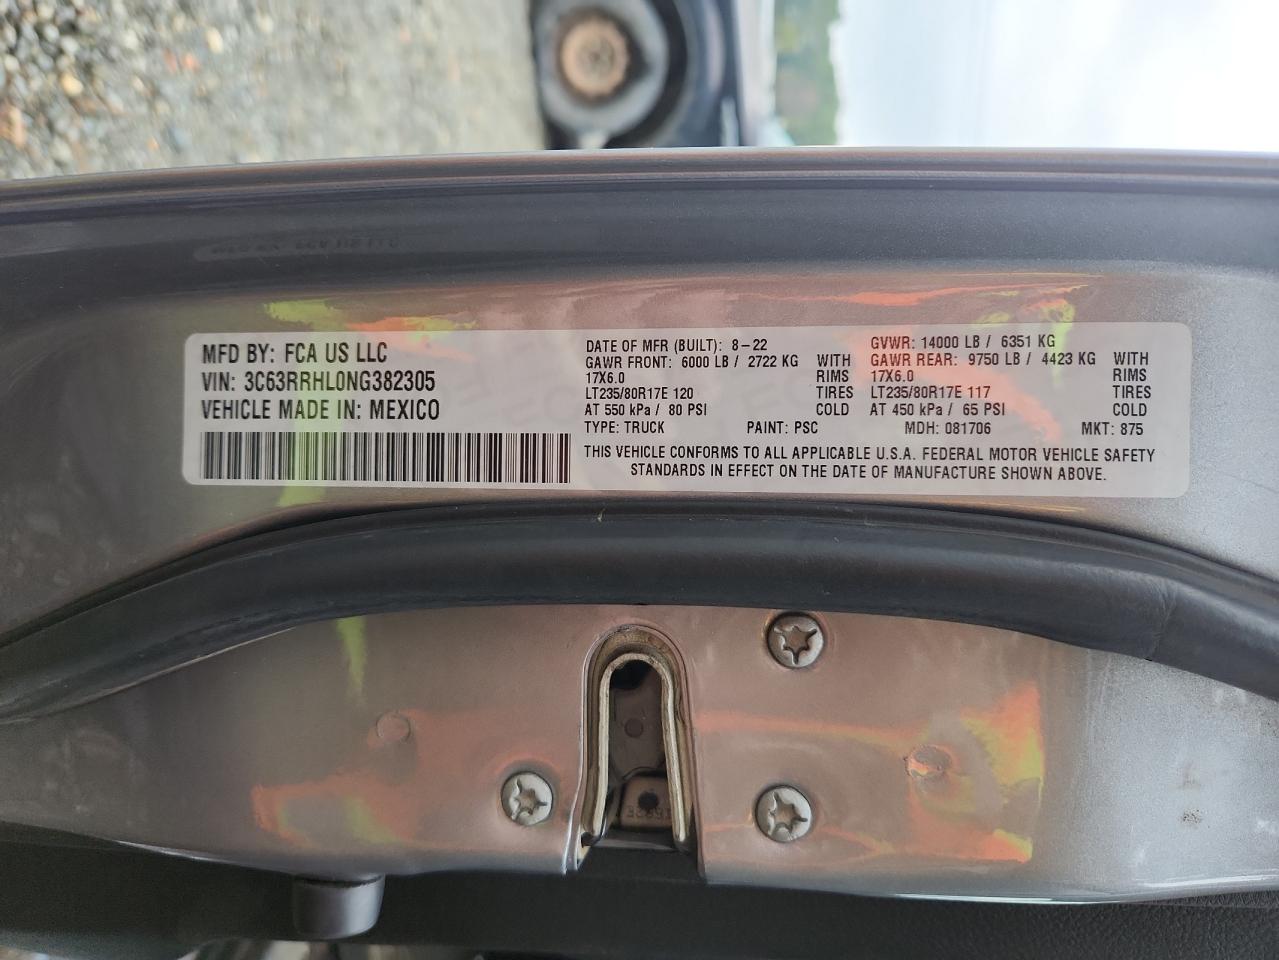 MFD BY: FCA US LLC
VIN: 3C63RRHL0NG382305
VEHICLE MADE IN: MEXICO
DATE OF MFR (BUILT): 8-22 GVWR: 14000 LB / 6351 KG
GAWR FRONT: 6000 LB / 2722 KG WITH GAWR REAR: 9750 LB / 4423 KG WITH
17X6.0 RIMS 17X6.0 RIMS
LT235/80R17E 120 TIRES LT235/80R17E 117 TIRES
AT 550 kPa / 80 PSI COLD AT 450 kPa / 65 PSI COLD
TYPE: TRUCK PAINT: PSC MDH: 081706 MKT: 875
THIS VEHICLE CONFORMS TO ALL APPLICABLE U.S.A. FEDERAL MOTOR VEHICLE SAFETY
STANDARDS IN EFFECT ON THE DATE OF MANUFACTURE SHOWN ABOVE.